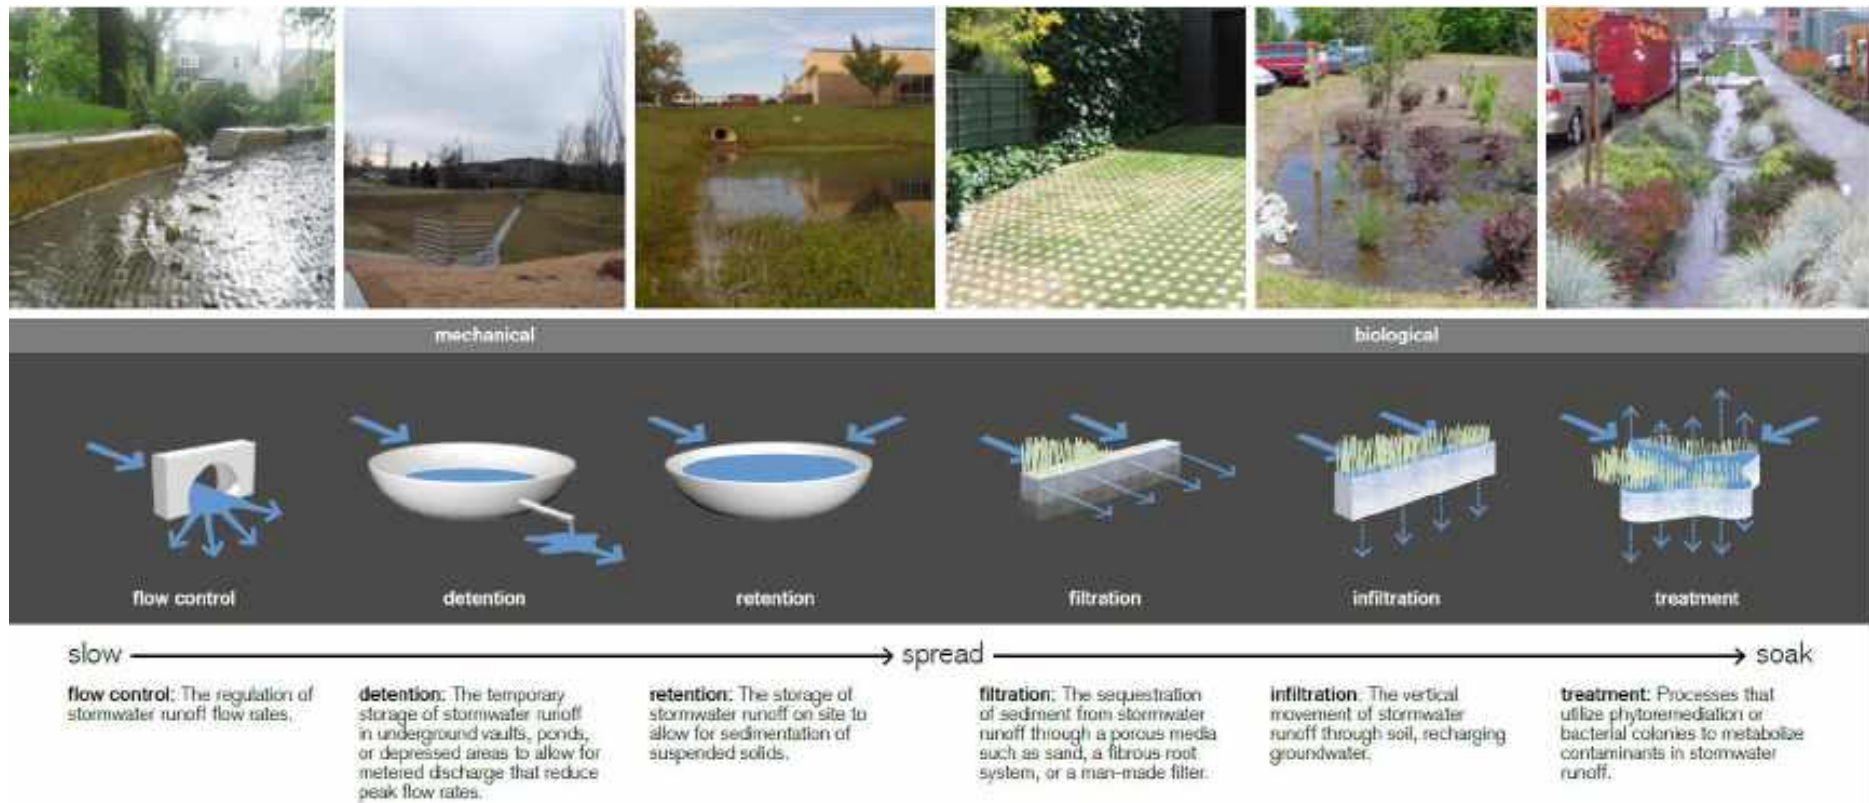 mechanical
biological
flow control
detention
retention
filtration
infiltration
treatment
slow
spread
soak
flow control: The regulation of
stormwater runoff flow rates.
detention: The temporary
storage of stormwater runoff
in underground vaults, ponds,
or depressed areas to allow for
metered discharge that reduce
peak flow rates.
retention: The storage of
stormwater runoff on site to
allow for sedimentation of
suspended solids.
filtration: The sequestration
of sediment from stormwater
runoff through a porous media
such as sand, a fibrous root
system, or a man-made filter.
infiltration: The vertical
movement of stormwater
runoff through soil, recharging
groundwater.
treatment: Processes that
utilize phytoremediation or
bacterial colonies to metabolize
contaminants in stormwater
runoff.